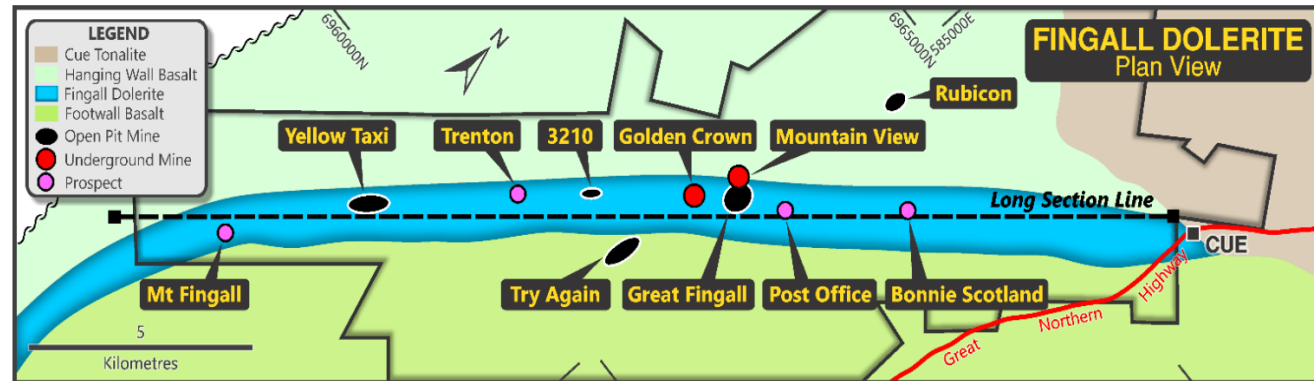 LEGEND
Cue Tonalite
Hanging Wall Basalt
Fingall Dolerite
Footwall Basalt
Open Pit Mine
Underground Mine
Prospect
6960000N
N
6965000N
585000E
FINGALL DOLERITE
Plan View
Rubicon
Yellow Taxi
Trenton
3210
Golden Crown
Mountain View
Long Section Line
CUE
Mt Fingall
Try Again
Great Fingall
Post Office
Bonnie Scotland
Great Northern Highway
5
Kilometres